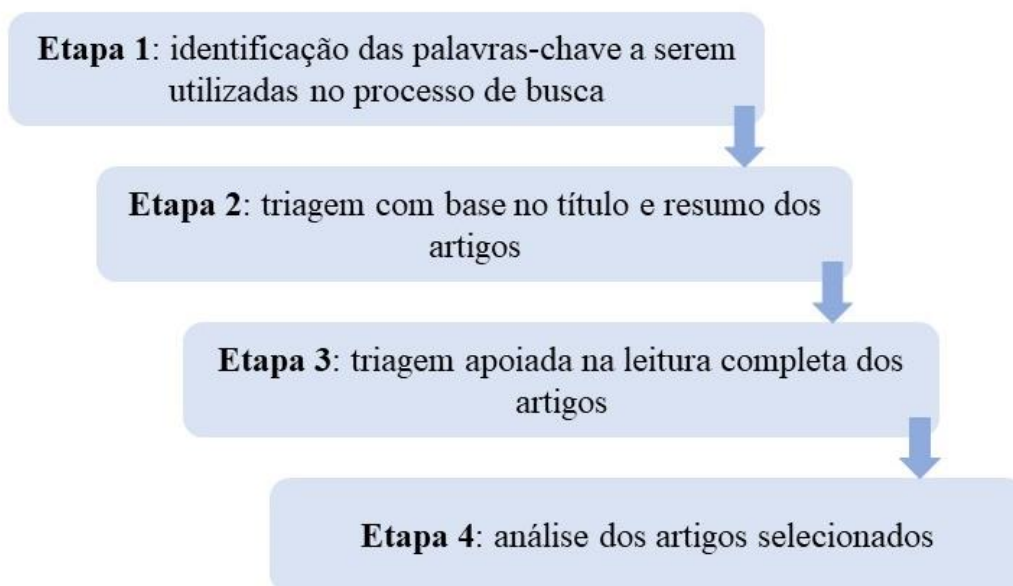 Etapa 1: identificação das palavras-chave a serem
utilizadas no processo de busca
Etapa 2: triagem com base no título e resumo dos
artigos
Etapa 3: triagem apoiada na leitura completa dos
artigos
Etapa 4: análise dos artigos selecionados